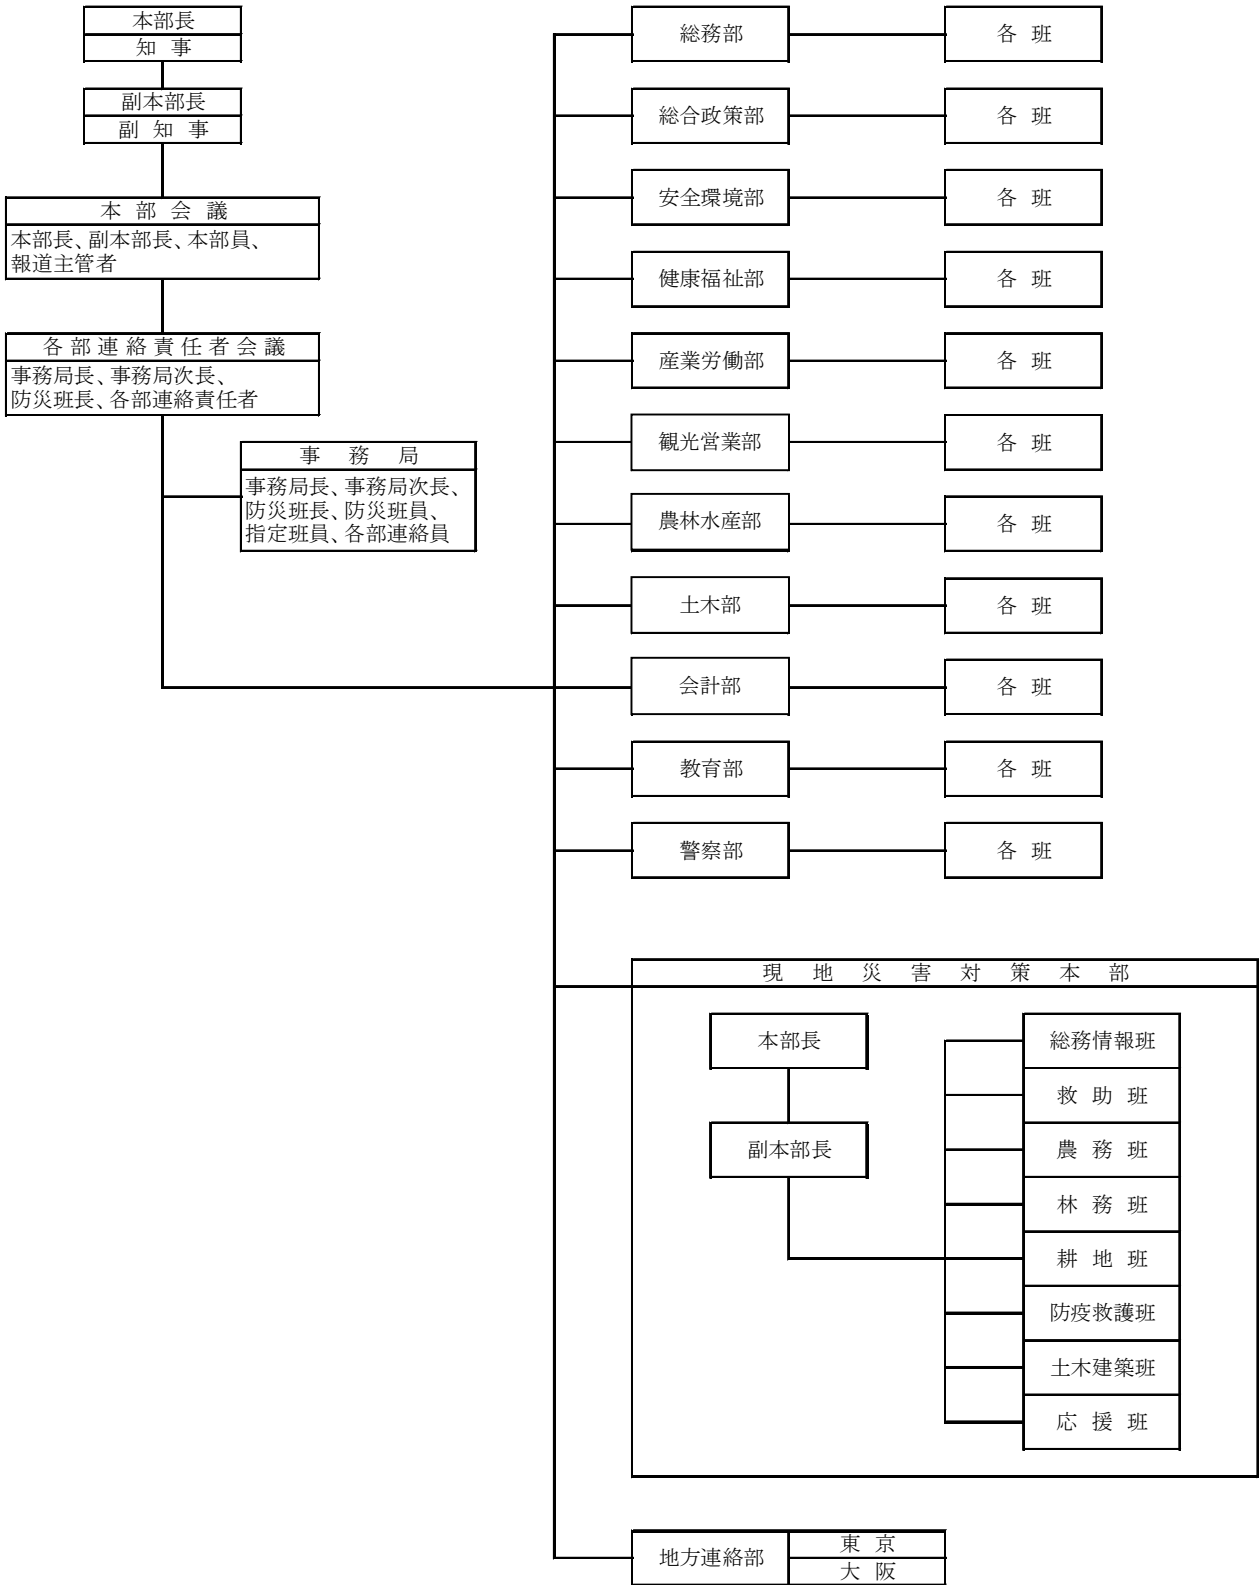 本部長
知 事
副本部長
副 知 事
本 部 会 議
本部長、副本部長、本部員、
報道主管者
各 部 連 絡 責 任 者 会 議
事務局長、事務局次長、
防災班長、各部連絡責任者
事 務 局
事務局長、事務局次長、
防災班長、防災班員、
指定班員、各部連絡員
総務部 各 班
総合政策部 各 班
安全環境部 各 班
健康福祉部 各 班
産業労働部 各 班
観光営業部 各 班
農林水産部 各 班
土木部 各 班
会計部 各 班
教育部 各 班
警察部 各 班
現 地 災 害 対 策 本 部
本部長
副本部長
総務情報班
救 助 班
農 務 班
林 務 班
耕 地 班
防疫救護班
土木建築班
応 援 班
地方連絡部
東 京
大 阪